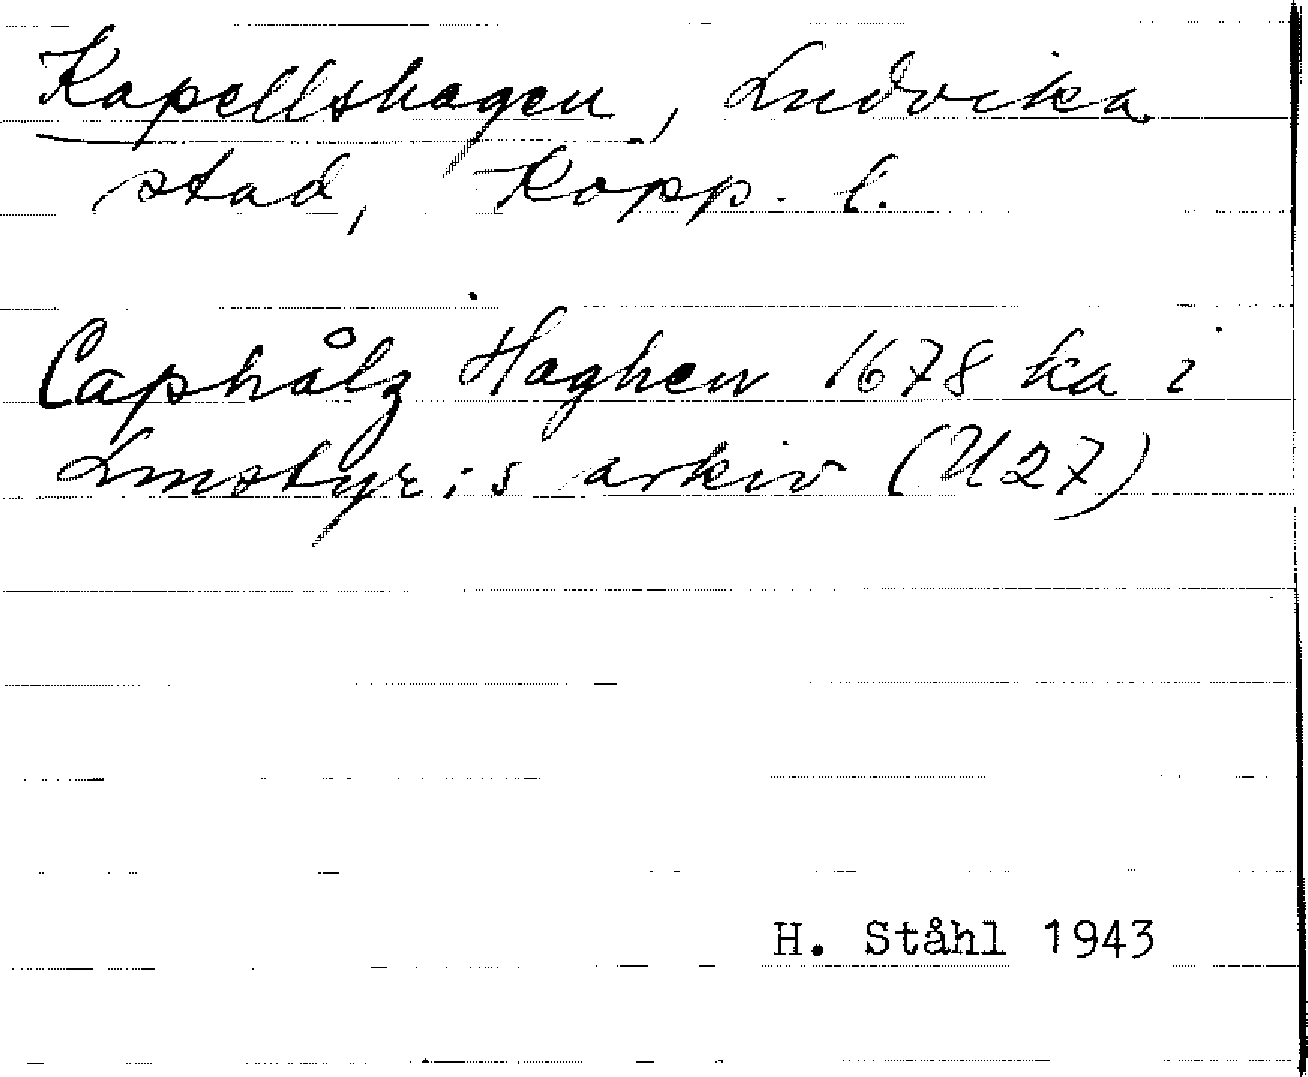 Kapellshagen, Ludvika
stad, Kopp. l.
Caphålz Haghen 1678 ka i
Lmstyr:s arkiv (U27)
H. Ståhl 1943